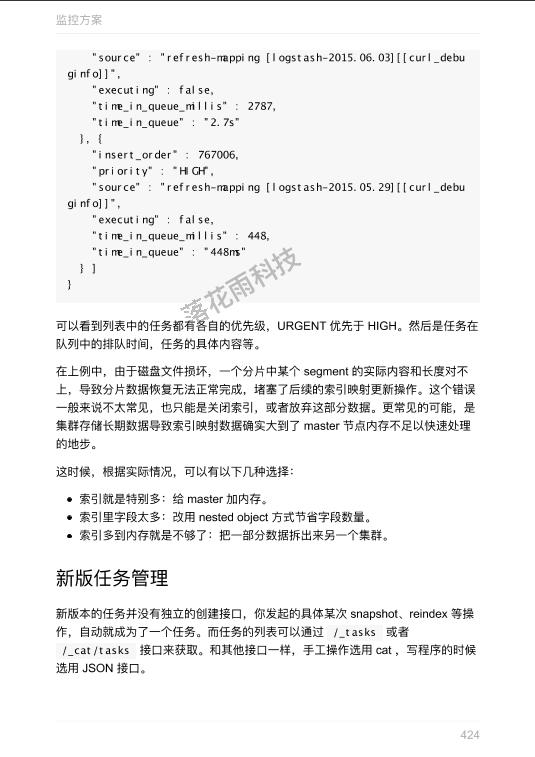 监控方案
"source" : "refresh-mapping [logstash-2015.06.03][[curl_debu
ginfo]]",
"executing" : false,
"time_in_queue_millis" : 2787,
"time_in_queue" : "2.7s"
}, {
"insert_order" : 767006,
"priority" : "HIGH",
"source" : "refresh-mapping [logstash-2015.05.29][[curl_debu
ginfo]]",
"executing" : false,
"time_in_queue_millis" : 448,
"time_in_queue" : "448ms"
} ]
}
落花雨科技
可以看到列表中的任务都有各自的优先级，URGENT 优先于 HIGH。然后是任务在
队列中的排队时间，任务的具体内容等。
在上例中，由于磁盘文件损坏，一个分片中某个 segment 的实际内容和长度对不
上，导致分片数据恢复无法正常完成，堵塞了后续的索引映射更新操作。这个错误
一般来说不太常见，也只能是关闭索引，或者放弃这部分数据。更常见的可能，是
集群存储长期数据导致索引映射数据确实大到了 master 节点内存不足以快速处理
的地步。
这时候，根据实际情况，可以有以下几种选择：
● 索引就是特别多：给 master 加内存。
● 索引里字段太多：改用 nested object 方式节省字段数量。
● 索引多到内存就是不够了：把一部分数据拆出来另一个集群。
新版任务管理
新版本的任务并没有独立的创建接口，你发起的具体某次 snapshot、reindex 等操
作，自动就成为了一个任务。而任务的列表可以通过 /_tasks 或者
/_cat/tasks 接口来获取。和其他接口一样，手工操作选用 cat ，写程序的时候
选用 JSON 接口。
424